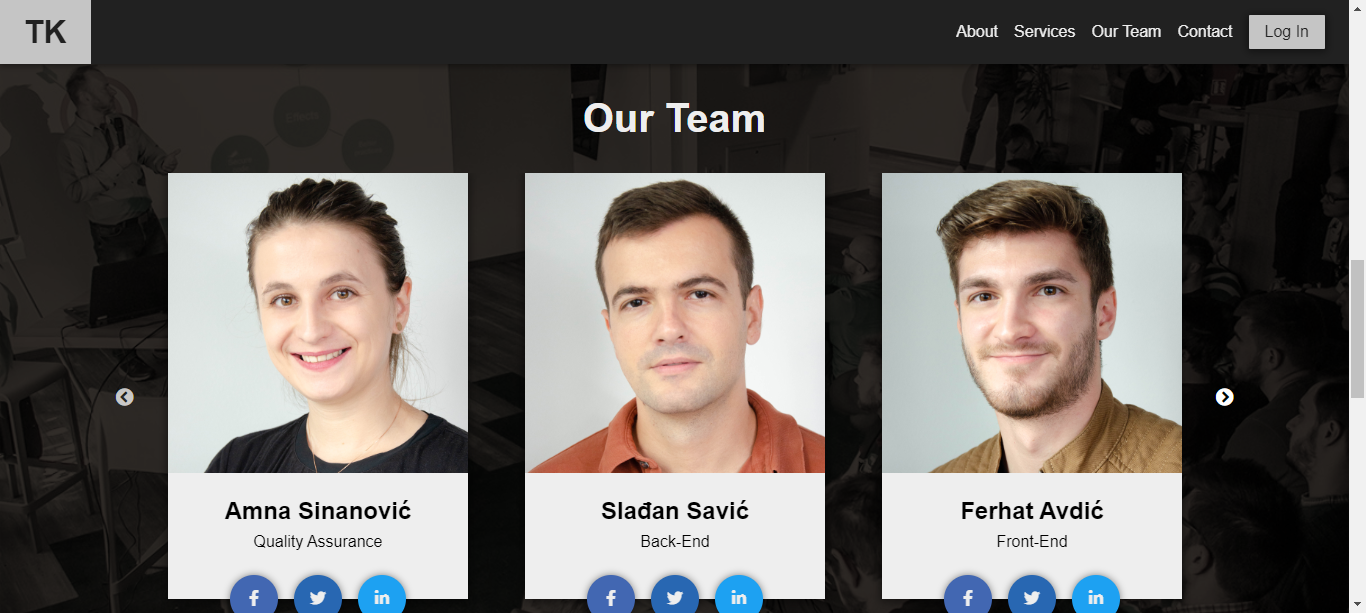 TK
About Services Our Team Contact Log In
Our Team
Amna Sinanović
Quality Assurance
Slađan Savić
Back-End
Ferhat Avdić
Front-End